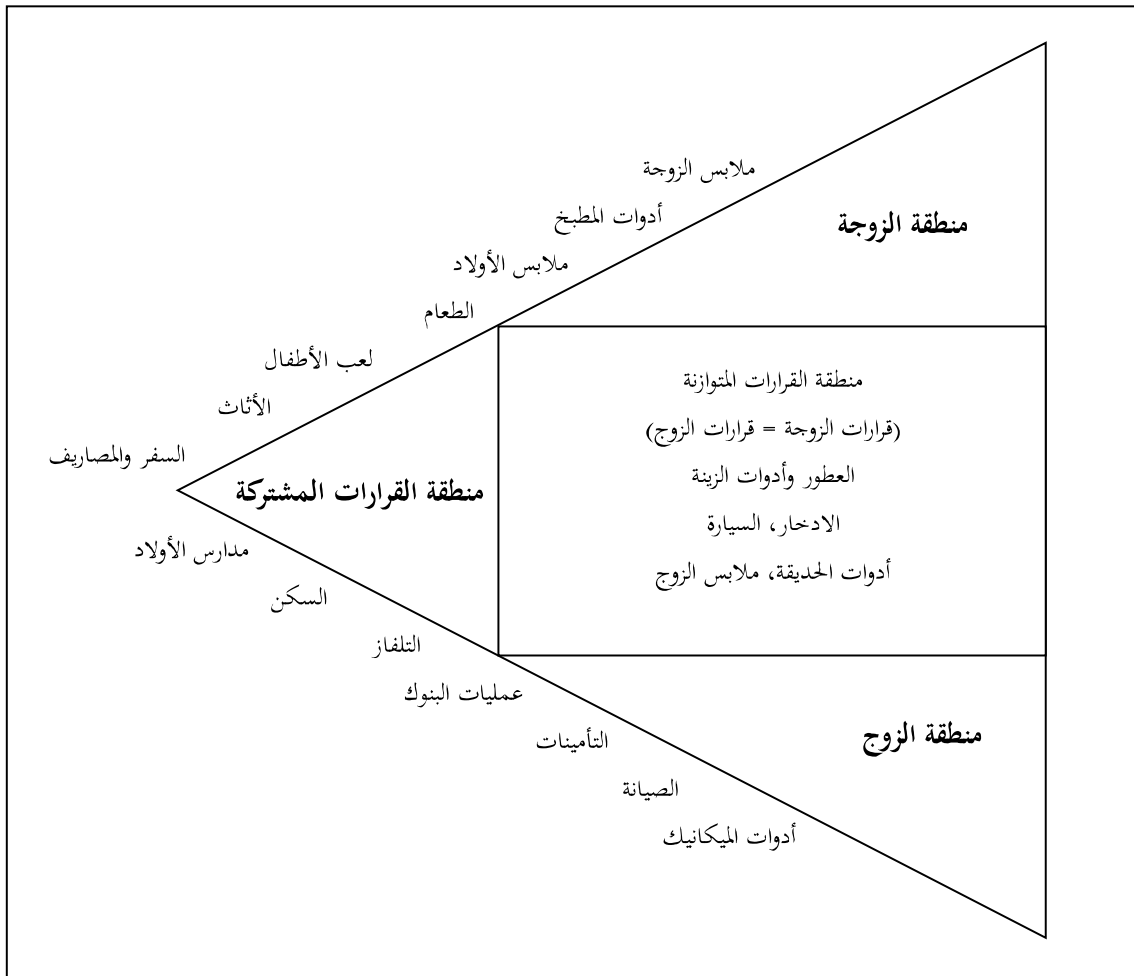 ملابس الزوجة
أدوات المطبخ
منطقة الزوجة
ملابس الأولاد
الطعام
لعب الأطفال
منطقة القرارات المتوازنة
الأثاث
(قرارات الزوجة = قرارات الزوج)
السفر والمصاريف
العطور وأدوات الزينة
منطقة القرارات المشتركة
الادخار، السيارة
مدارس الأولاد
أدوات الحديقة، ملابس الزوج
السكن
التلفاز
عمليات البنوك
منطقة الزوج
التأمينات
الصيانة
أدوات الميكانيك